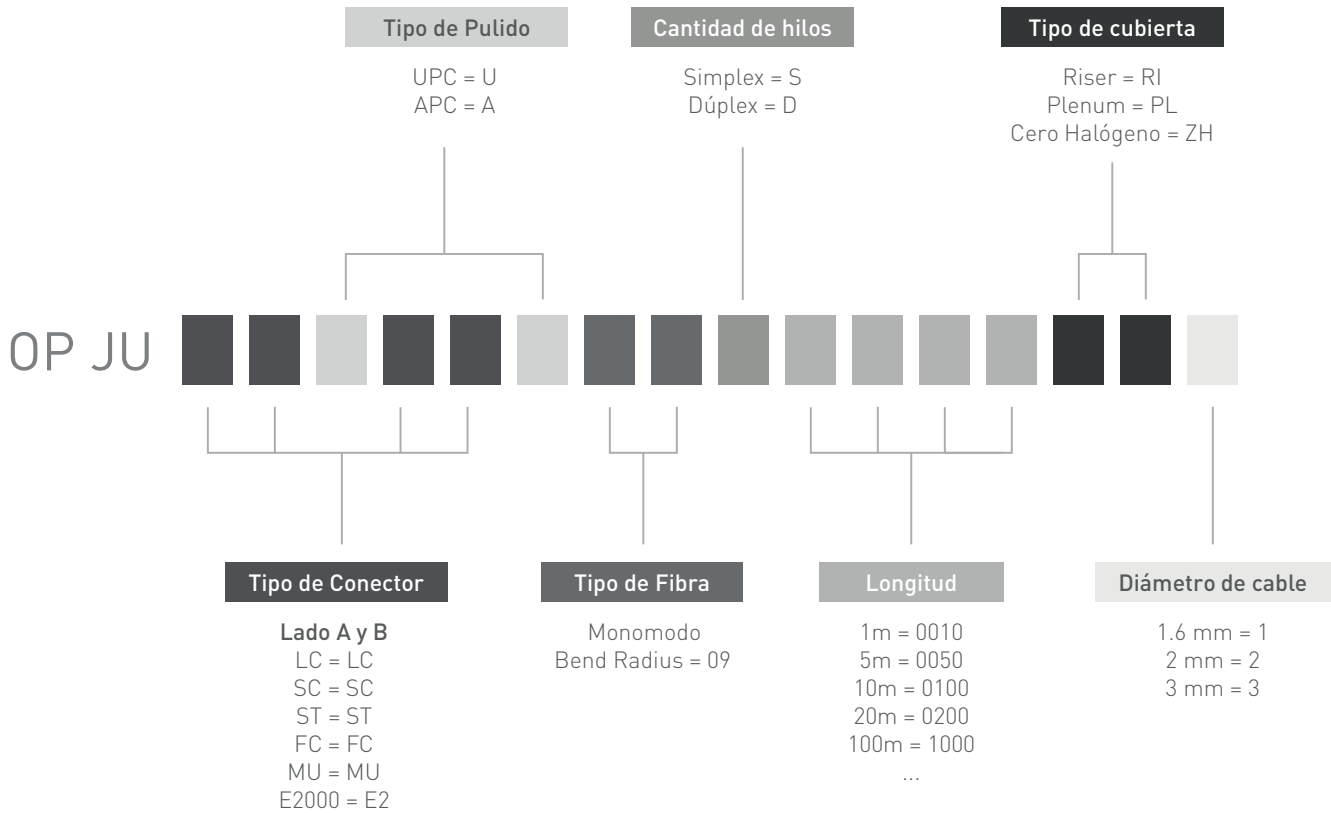 Tipo de Pulido
UPC = U
APC = A
Cantidad de hilos
Simplex = S
Dúplex = D
Tipo de cubierta
Riser = RI
Plenum = PL
Cero Halógeno = ZH
OP JU
Tipo de Conector
Lado A y B
LC = LC
SC = SC
ST = ST
FC = FC
MU = MU
E2000 = E2
Tipo de Fibra
Monomodo
Bend Radius = 09
Longitud
1m = 0010
5m = 0050
10m = 0100
20m = 0200
100m = 1000
...
Diámetro de cable
1.6 mm = 1
2 mm = 2
3 mm = 3